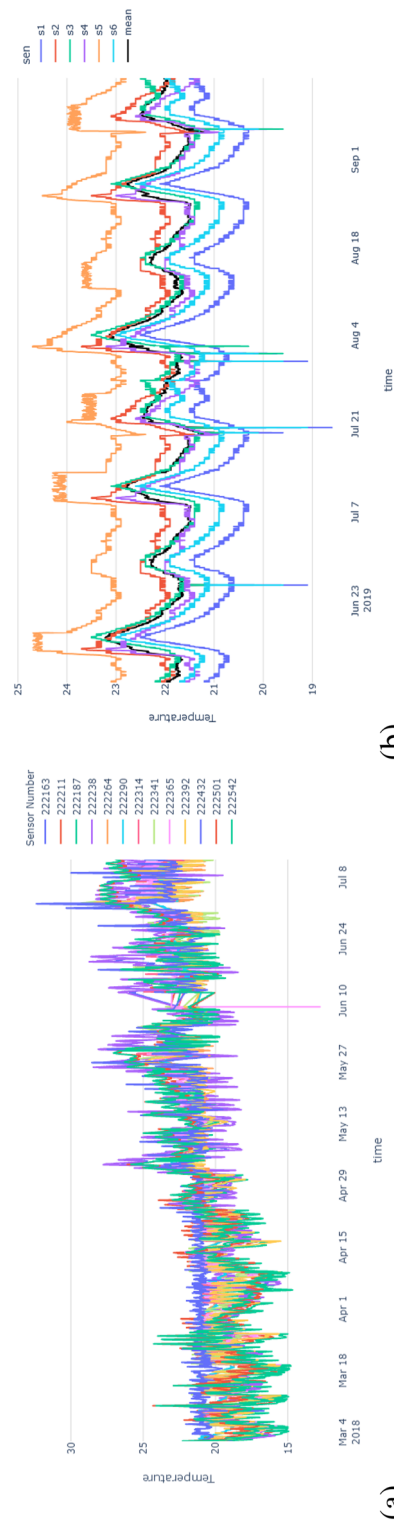 Sensor Number
222163
222211
222187
222238
222264
222290
222314
222341
222365
222392
222432
222501
222542
Temperature
30
25
20
15
Mar 4
2018
Mar 18
Apr 1
Apr 15
Apr 29
May 13
May 27
Jun 10
Jun 24
Jul 8
time
(a)
sen
s1
s2
s3
s4
s5
s6
mean
Temperature
25
24
23
22
21
20
19
Jun 23
2019
Jul 7
Jul 21
Aug 4
Aug 18
Sep 1
time
(b)